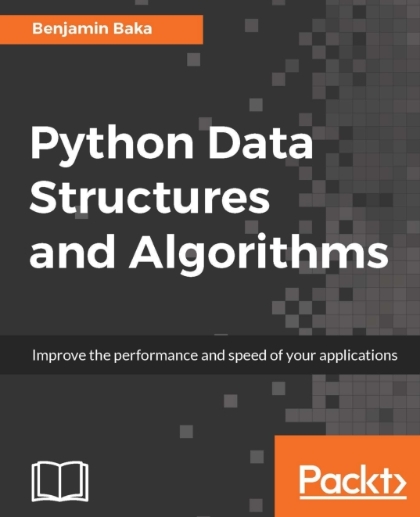 Benjamin Baka
Python Data
Structures
and Algorithms
Improve the performance and speed of your applications
Packt>